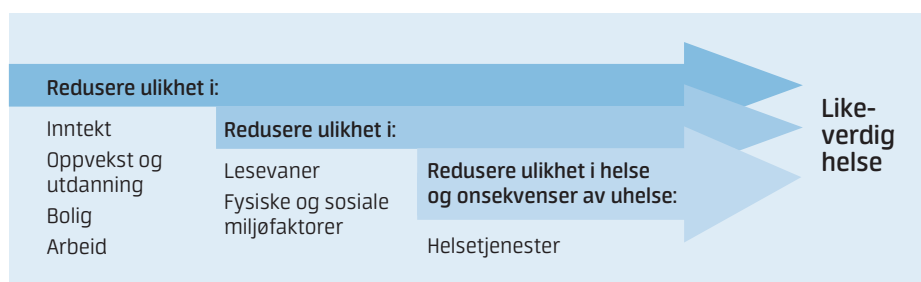 Redusere ulikhet i:
Inntekt
Oppvekst og
utdanning
Bolig
Arbeid
Redusere ulikhet i:
Lesevaner
Fysiske og sosiale
miljøfaktorer
Redusere ulikhet i helse
og onsekvenser av uhelse:
Helsetjenester
Like-
verdig
helse